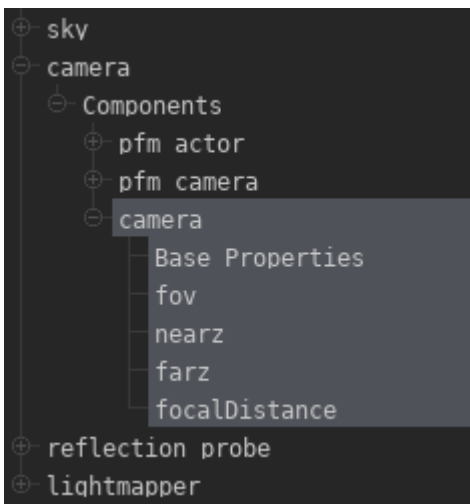 sky
camera
Components
pfm actor
pfm camera
camera
Base Properties
fov
nearz
farz
focalDistance
reflection probe
lightmapper